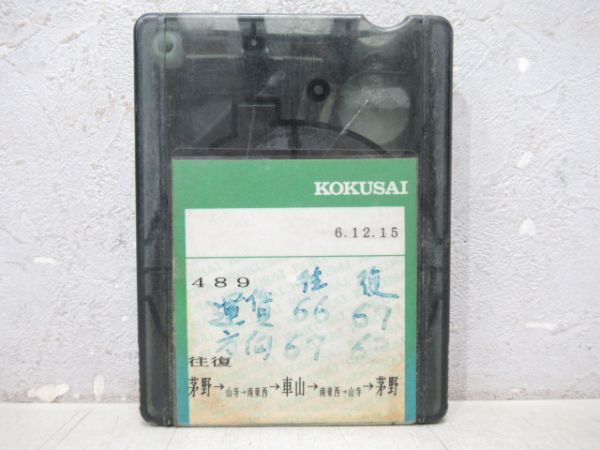 KOKUSAI
6.12.15
489 往 復
運賃 66 67
方向 67 62
往復
茅野→山寺→南東西→車山→南東西→山寺→茅野